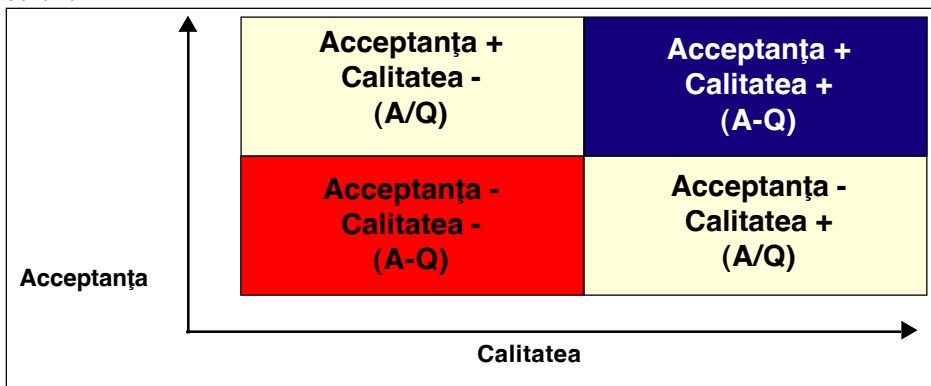 Acceptanţa +
Calitatea -
(A/Q)
Acceptanţa +
Calitatea +
(A-Q)
Acceptanţa -
Calitatea -
(A-Q)
Acceptanţa -
Calitatea +
(A/Q)
Acceptanţa
Calitatea